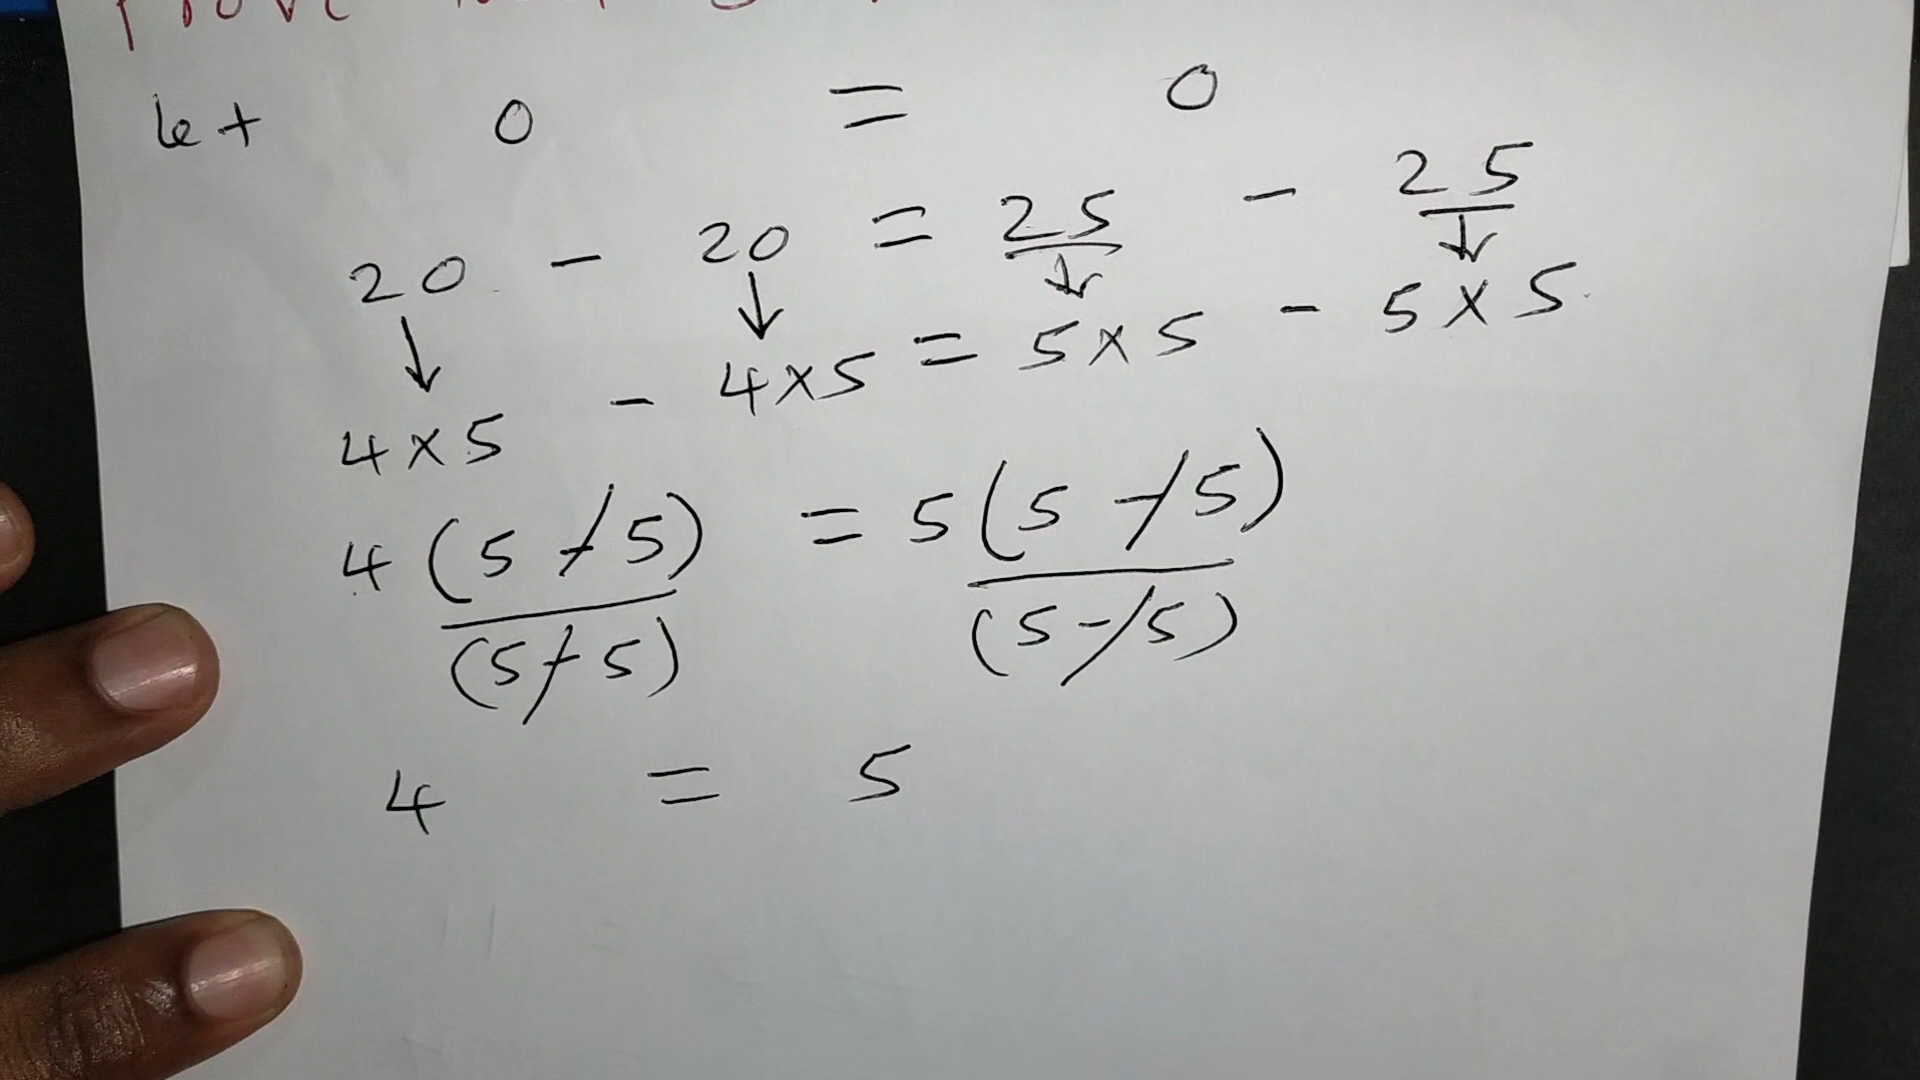 Prove
let 0 = 0
20 - 20 = 25 - 25
4x5 - 4x5 = 5x5 - 5x5
4 (5 - 5) = 5 (5 - 5)
(5 - 5) (5 - 5)
4 = 5